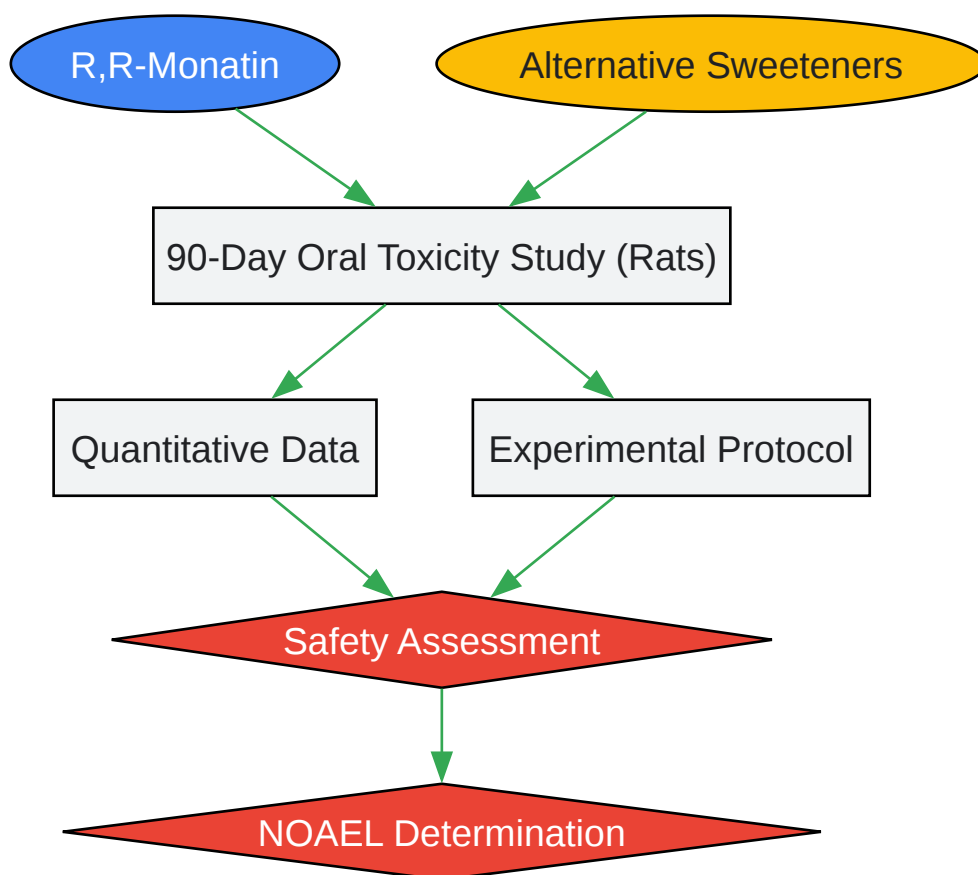 R,R-Monatin
Alternative Sweeteners
90-Day Oral Toxicity Study (Rats)
Quantitative Data
Experimental Protocol
Safety Assessment
NOAEL Determination